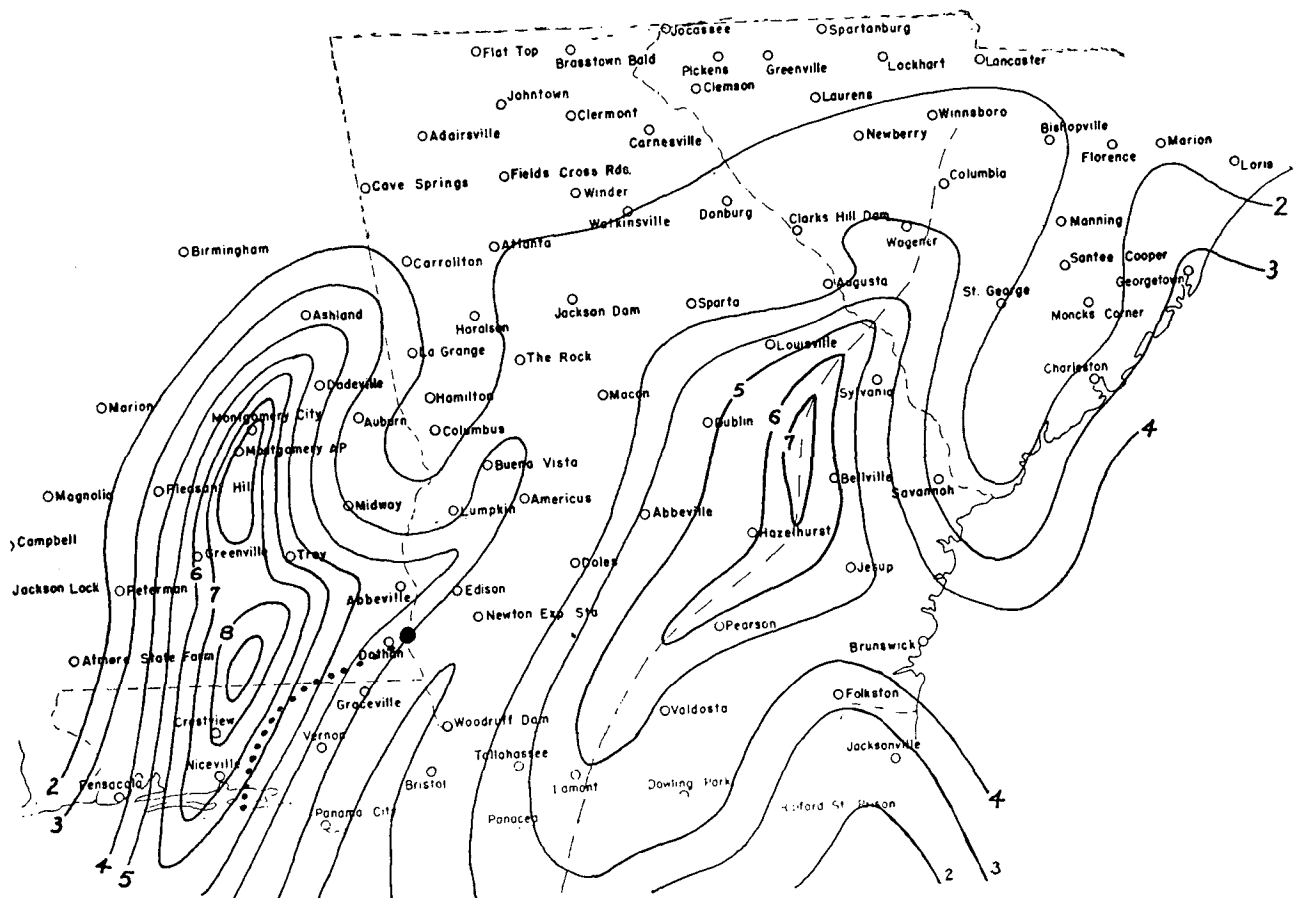 Jocassee
Spartanburg
Flat Top
Brasstown Bald
Pickens
Greenville
Lockhart
Lancaster
Clemson
Laurens
Johntown
Clermont
Winnsboro
Adairsville
Carnesville
Newberry
Bishopville
Florence
Marion
Loris
Cave Springs
Fields Cross Rds.
Winder
Columbia
Watkinsville
Danburg
Clarks Hill Dam
Wagener
Manning
2
Birmingham
Atlanta
Carrollton
Santee Cooper
3
Georgetown
Augusta
St. George
Ashland
Haralson
Jackson Dam
Sparta
Moncks Corner
La Grange
The Rock
Louisville
Charleston
Dadeville
Hamilton
Macon
5
Sylvania
Marion
Montgomery City
Auburn
Columbus
Dublin
6
4
Montgomery AP
7
Buena Vista
Magnolia
Pleasant Hill
Midway
Lumpkin
Americus
Abbeville
Bellville
Savannah
Campbell
Greenville
Troy
Hazelhurst
6
Doles
Jesup
Jackson Lock
Peterman
7
Abbeville
Edison
Newton Exp Sta
8
Pearson
Dothan
Brunswick
Atmore State Farm
Graceville
Folkston
Crestview
Vernon
Woodruff Dam
Valdosta
Jacksonville
Niceville
Tallahassee
2
Pensacola
Bristol
Lamont
Dowling Park
4
3
Panama City
Panacea
4
5
3
2